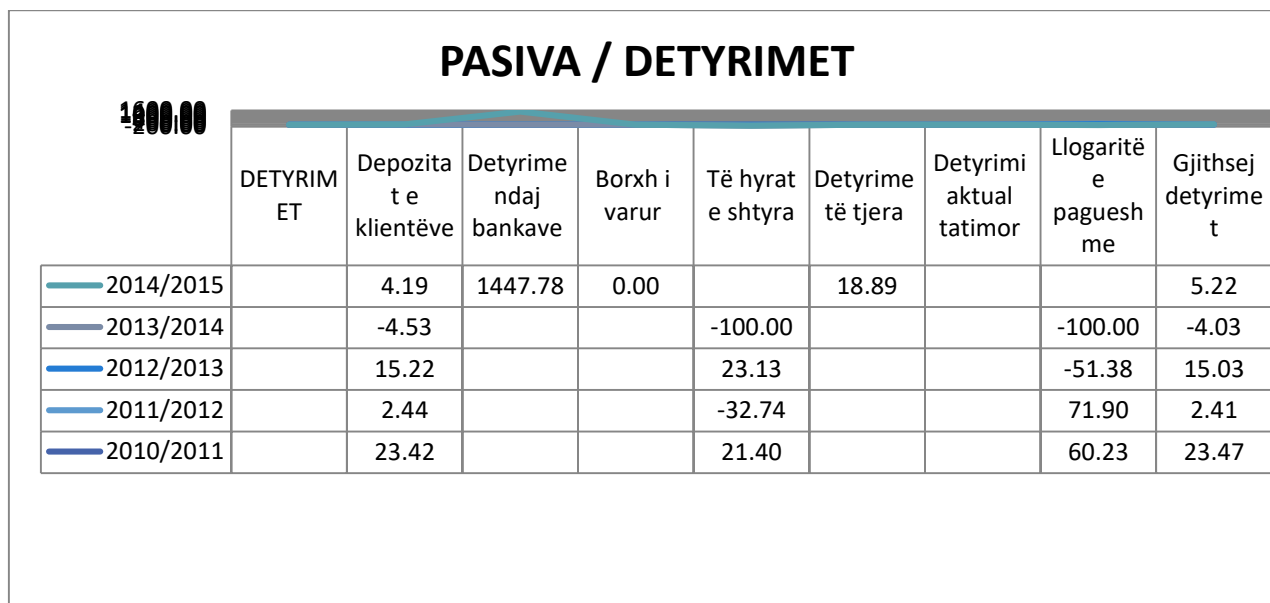 PASIVA / DETYRIMET
DETYRIM
ET
Depozita
t e
klientëve
Detyrime
ndaj
bankave
Borxh i
varur
Të hyrat
e shtyra
Detyrime
të tjera
Detyrimi
aktual
tatimor
Llogaritë
e
paguesh
me
Gjithsej
detyrime
t
2014/2015 4.19 1447.78 0.00 18.89 5.22
2013/2014 -4.53 -100.00 -100.00 -4.03
2012/2013 15.22 23.13 -51.38 15.03
2011/2012 2.44 -32.74 71.90 2.41
2010/2011 23.42 21.40 60.23 23.47